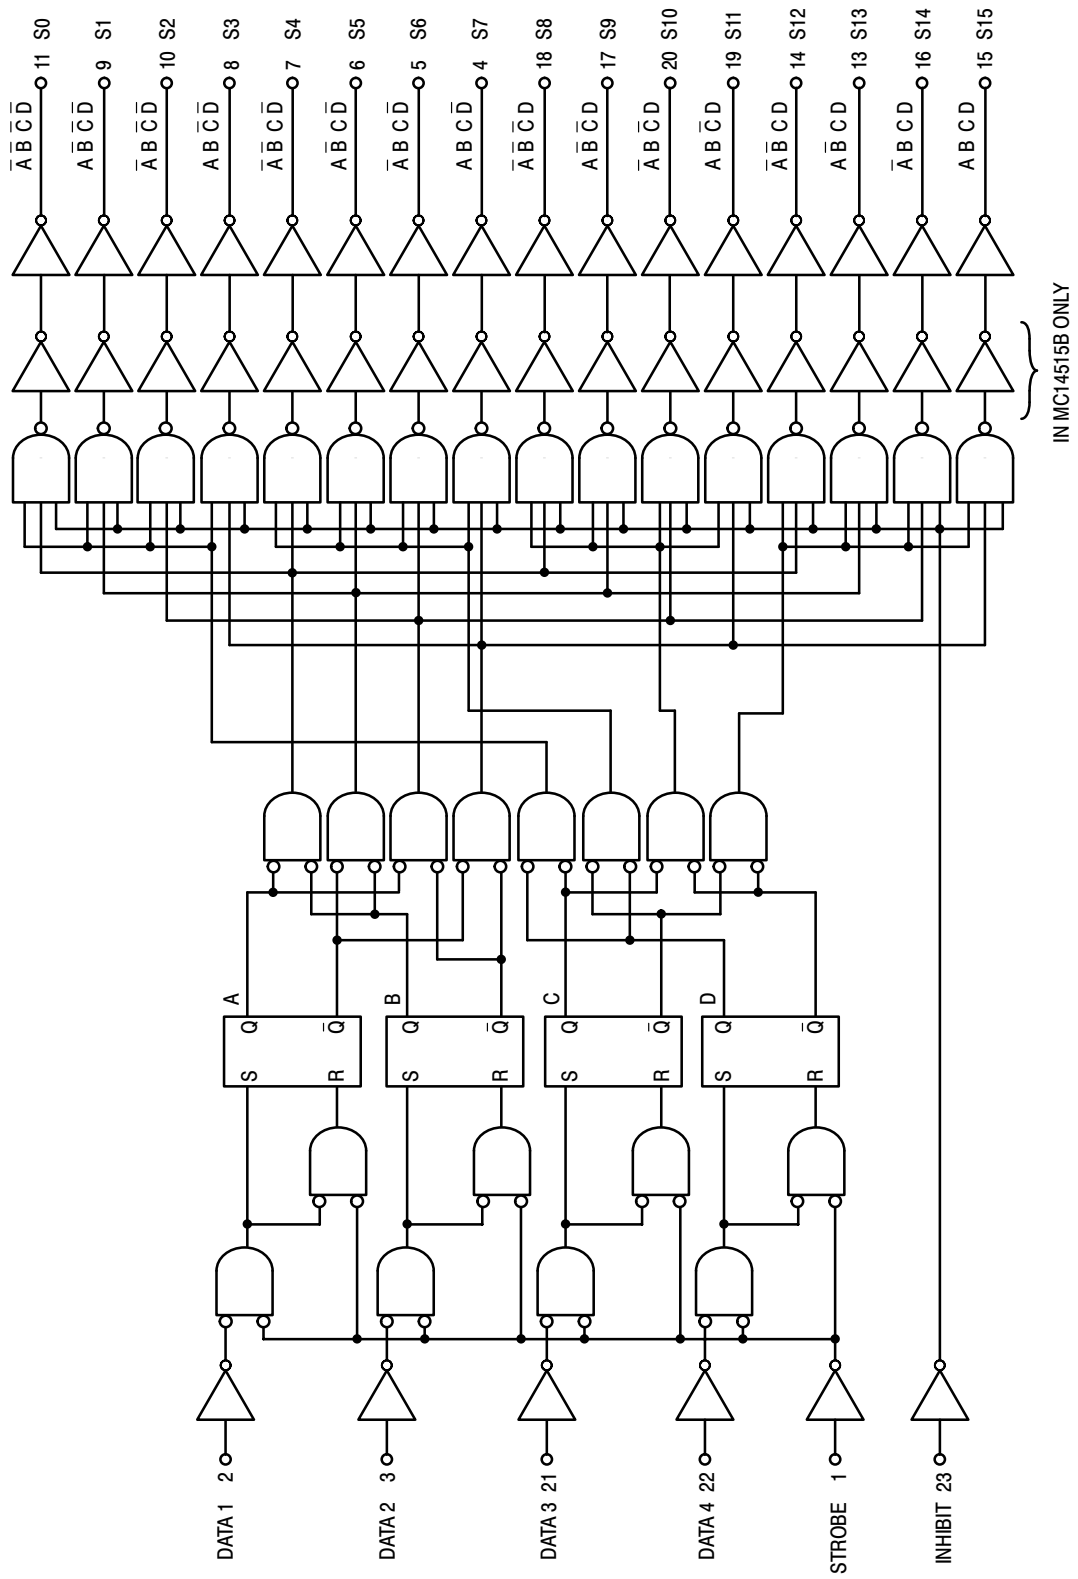 DATA 1 2
DATA 2 3
DATA 3 21
DATA 4 22
STROBE 1
INHIBIT 23
S Q A
R Q̅
S Q B
R Q̅
S Q C
R Q̅
S Q D
R Q̅
A̅ B̅ C̅ D̅ 11 S0
A B̅ C̅ D̅ 9 S1
A̅ B C̅ D̅ 10 S2
A B C̅ D̅ 8 S3
A̅ B̅ C D̅ 7 S4
A B̅ C D̅ 6 S5
A̅ B C D̅ 5 S6
A B C D̅ 4 S7
A̅ B̅ C̅ D 18 S8
A B̅ C̅ D 17 S9
A̅ B C̅ D 20 S10
A B C̅ D 19 S11
A̅ B̅ C D 14 S12
A B̅ C D 13 S13
A̅ B C D 16 S14
A B C D 15 S15
IN MC14515B ONLY